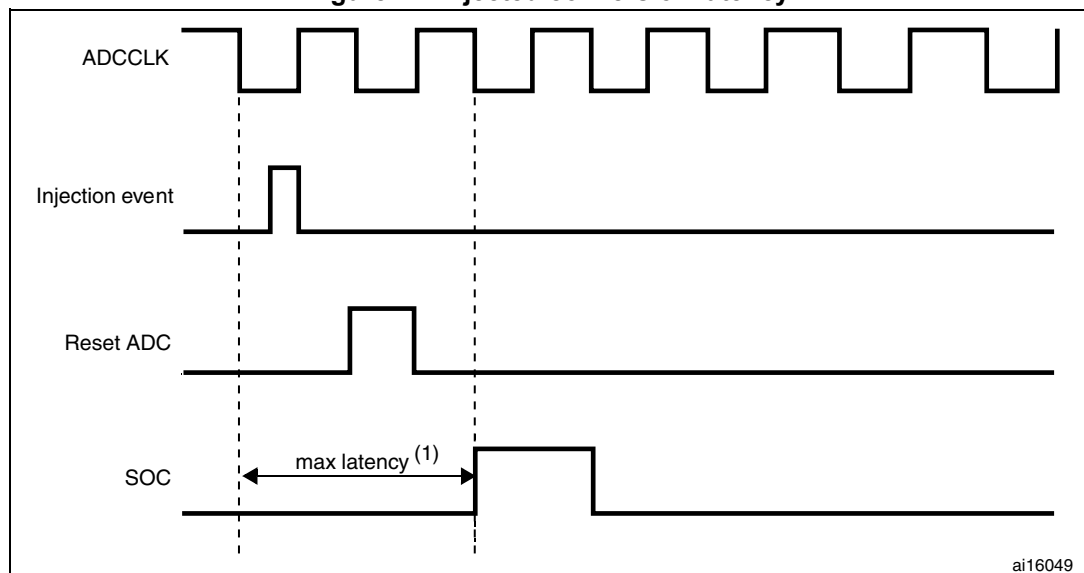 ADCCLK
Injection event
Reset ADC
max latency (1)
SOC
ai16049